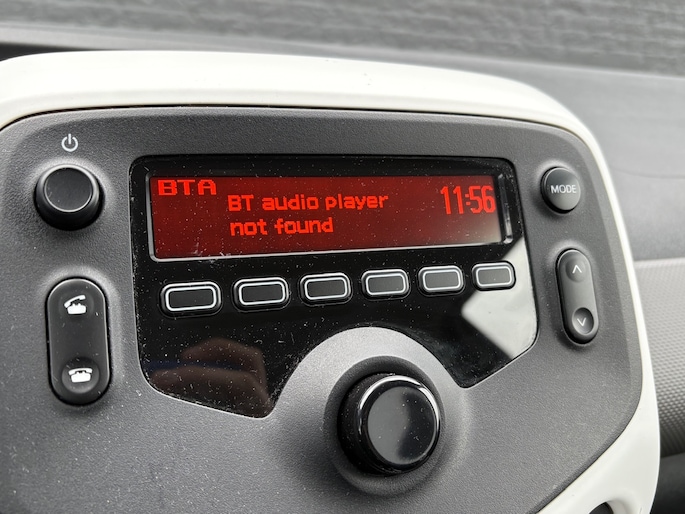 BTA
BT audio player
not found
11:56
MODE